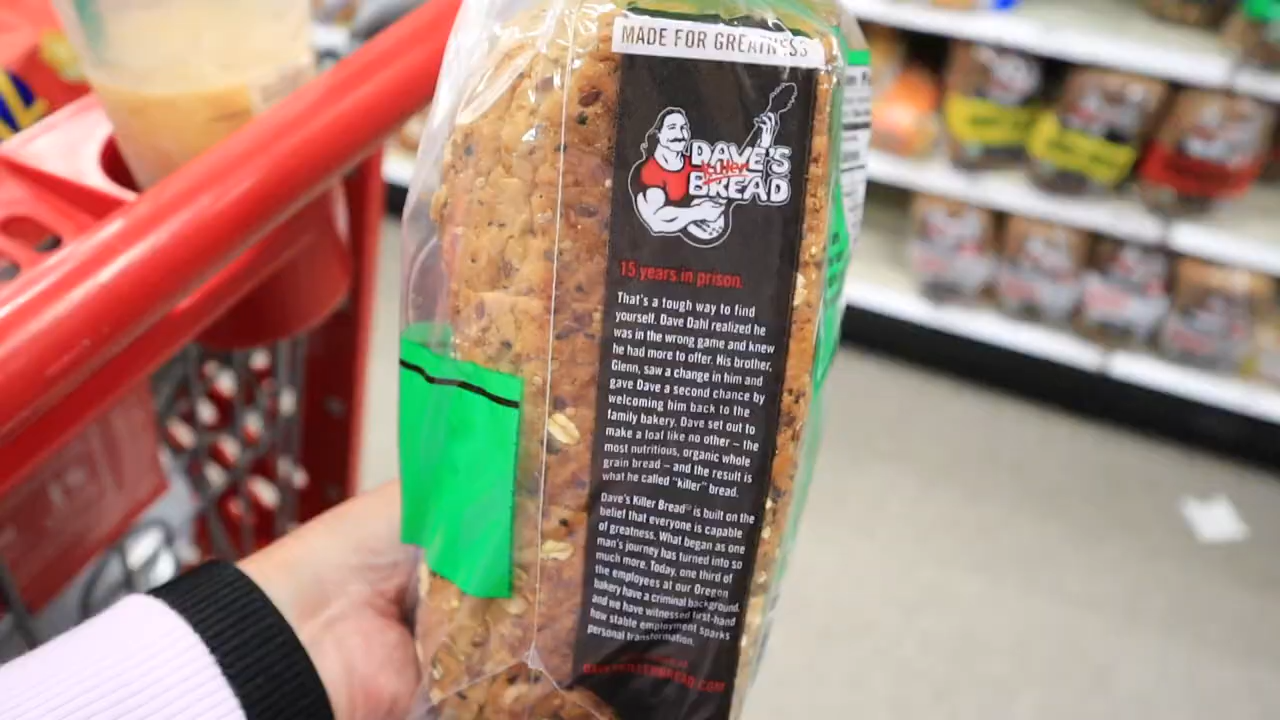 MADE FOR GREATNESS
DAVE'S
Killer
BREAD
15 years in prison.
That's a tough way to find
yourself. Dave Dahl realized he
was in the wrong game and knew
he had more to offer. His brother,
Glenn, saw a change in him and
gave Dave a second chance by
welcoming him back to the
family bakery. Dave set out to
make a loaf like no other – the
most nutritious, organic whole
grain bread – and the result is
what he called "killer" bread.
Dave's Killer Bread® is built on the
belief that everyone is capable
of greatness. What began as one
man's journey has turned into so
much more. Today, one third of
the employees at our Oregon
bakery have a criminal background,
and we have witnessed first-hand
how stable employment sparks
personal transformation.
DAVESKILLERBREAD.COM